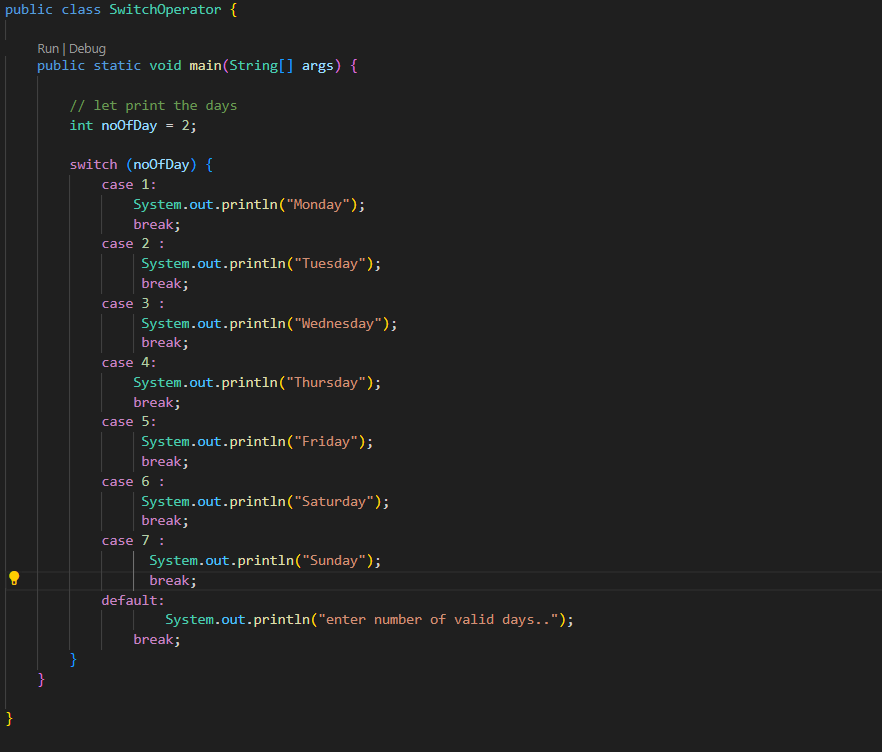 public class SwitchOperator {
Run | Debug
public static void main(String[] args) {
// let print the days
int noOfDay = 2;
switch (noOfDay) {
case 1:
System.out.println("Monday");
break;
case 2 :
System.out.println("Tuesday");
break;
case 3 :
System.out.println("Wednesday");
break;
case 4:
System.out.println("Thursday");
break;
case 5:
System.out.println("Friday");
break;
case 6 :
System.out.println("Saturday");
break;
case 7 :
System.out.println("Sunday");
break;
default:
System.out.println("enter number of valid days..");
break;
}
}
}